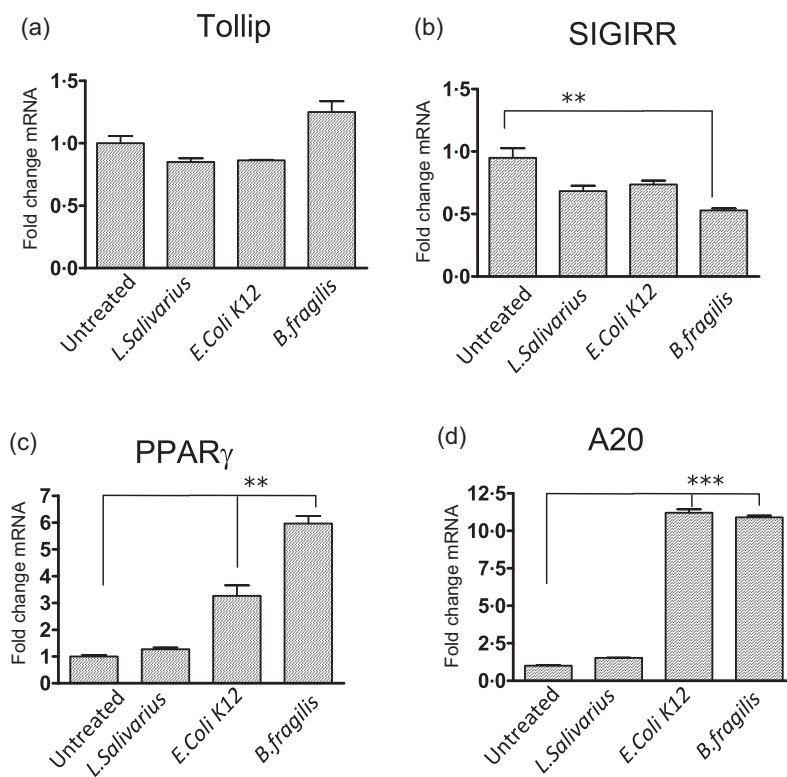 (a)
Tollip
Fold change mRNA
1·5
1·0
0·5
0·0
Untreated
L.Salivarius
E.Coli K12
B.fragilis
(b)
SIGIRR
Fold change mRNA
1·5
1·0
0·5
0·0
**
Untreated
L.Salivarius
E.Coli K12
B.fragilis
(c)
PPARγ
Fold change mRNA
7
6
5
4
3
2
1
0
**
Untreated
L.Salivarius
E.Coli K12
B.fragilis
(d)
A20
Fold change mRNA
12·5
10·0
7·5
5·0
2·5
0·0
***
Untreated
L.Salivarius
E.Coli K12
B.fragilis